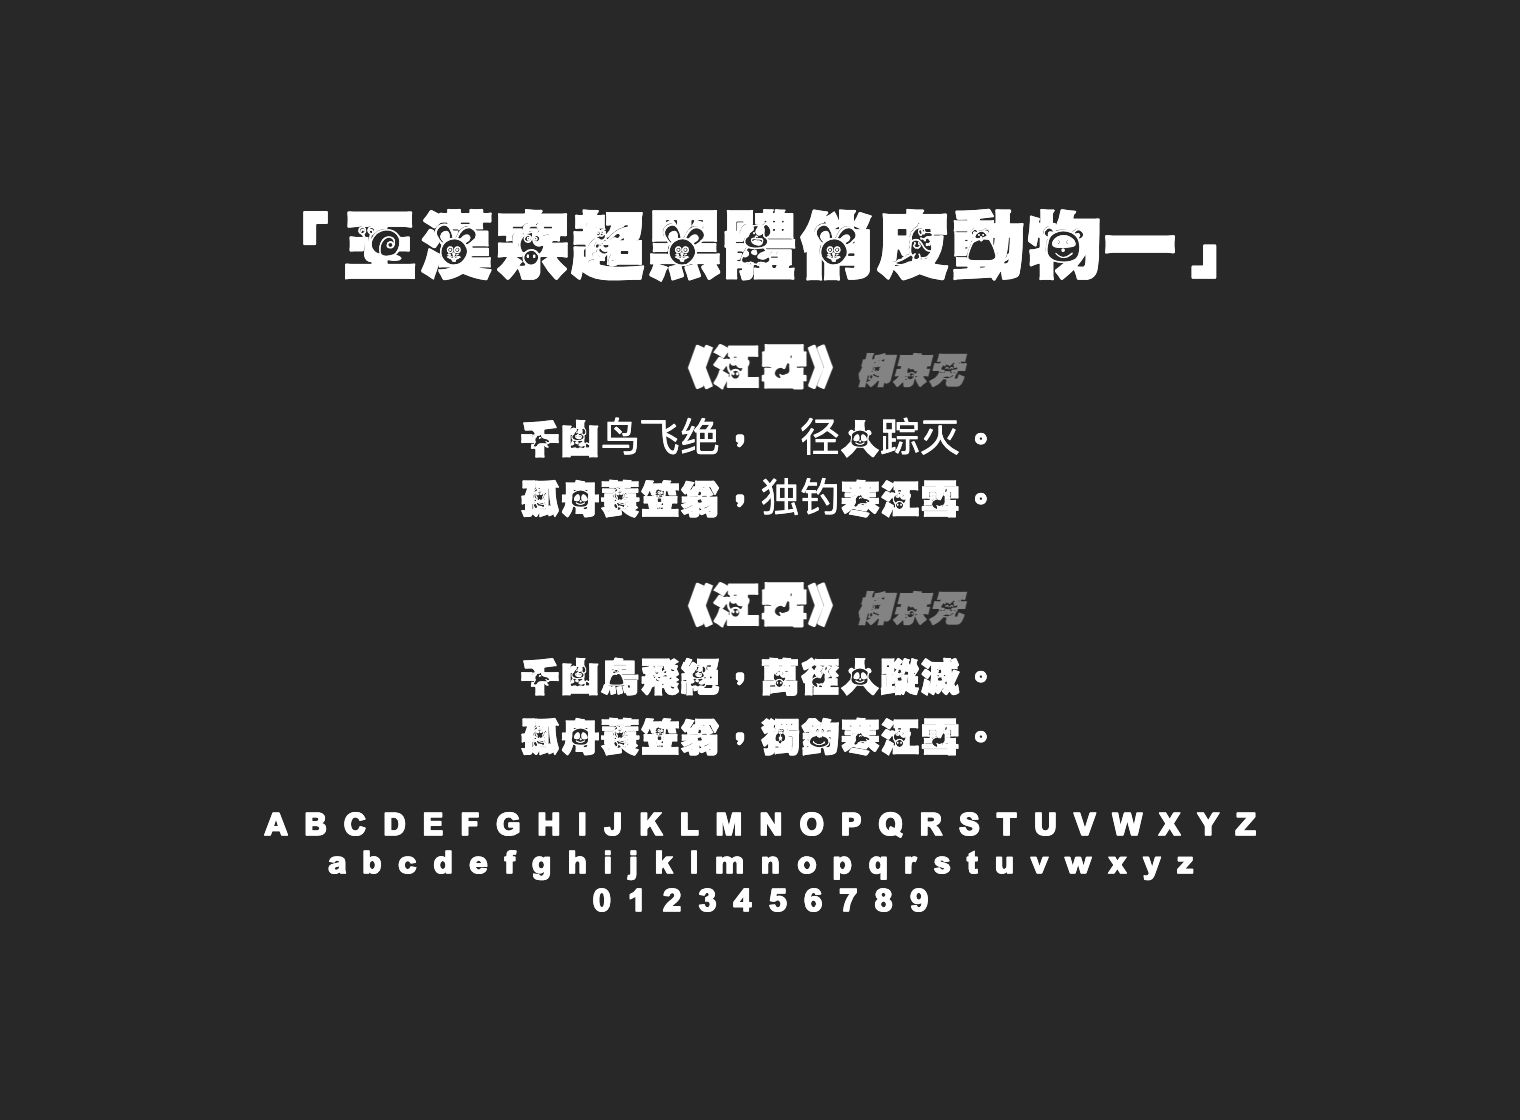 「王漢宗超黑體俏皮動物一」
《江雪》 柳宗元
千山鸟飞绝，　径人踪灭。
孤舟蓑笠翁，独钓寒江雪。
《江雪》 柳宗元
千山鳥飛絕，萬徑人蹤滅。
孤舟蓑笠翁，獨釣寒江雪。
A B C D E F G H I J K L M N O P Q R S T U V W X Y Z
a b c d e f g h i j k l m n o p q r s t u v w x y z
0 1 2 3 4 5 6 7 8 9